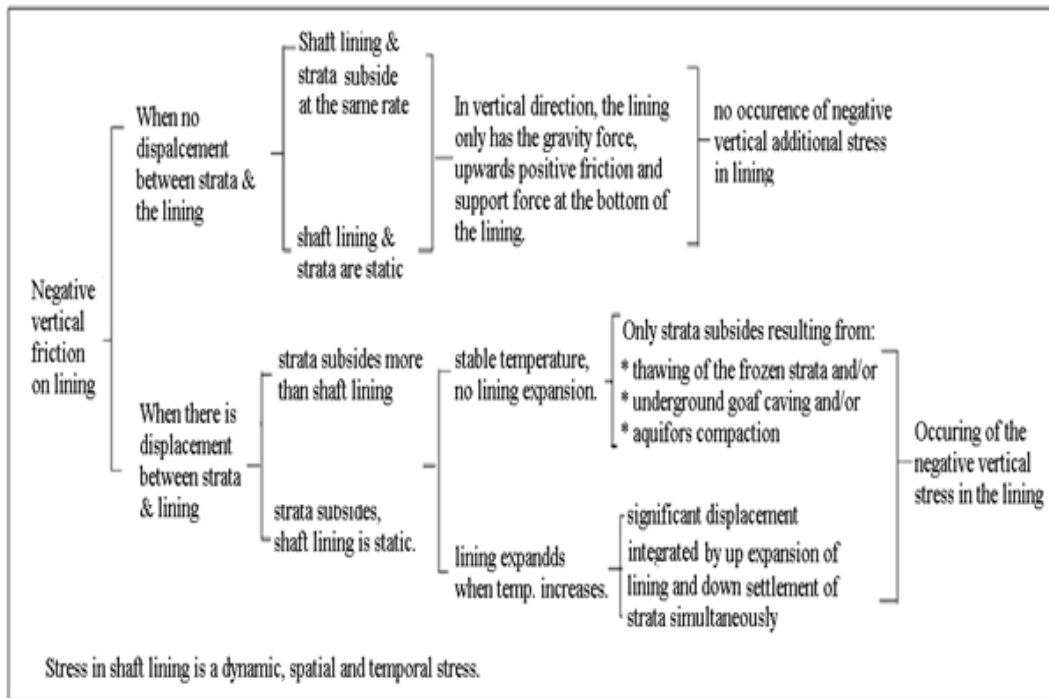 Negative
vertical
friction
on lining
When no
dispalcement
between strata &
the lining
Shaft lining &
strata subside
at the same rate
shaft lining &
strata are static
In vertical direction, the lining
only has the gravity force,
upwards positive friction and
support force at the bottom of
the lining.
no occurence of negative
vertical additional stress
in lining
When there is
displacement
between strata
& lining
strata subsides more
than shaft lining
strata subsides,
shaft lining is static.
stable temperature,
no lining expansion.
lining expandds
when temp. increases.
Only strata subsides resulting from:
* thawing of the frozen strata and/or
* underground goaf caving and/or
* aquifors compaction
significant displacement
integrated by up expansion of
lining and down settlement of
strata simultaneously
Occuring of the
negative vertical
stress in the lining
Stress in shaft lining is a dynamic, spatial and temporal stress.